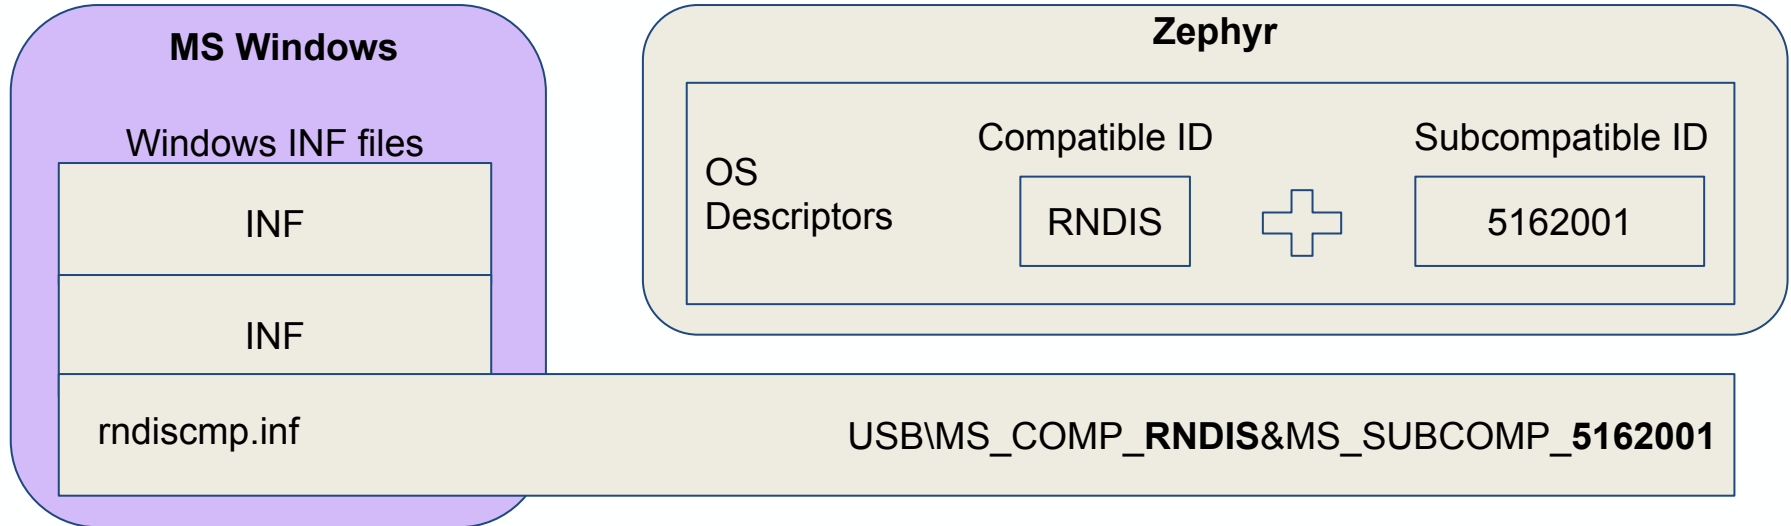 MS Windows
Windows INF files
INF
INF
Zephyr
OS
Descriptors
Compatible ID
RNDIS
Subcompatible ID
5162001
rndiscmp.inf
USB\MS_COMP_RNDIS&MS_SUBCOMP_5162001